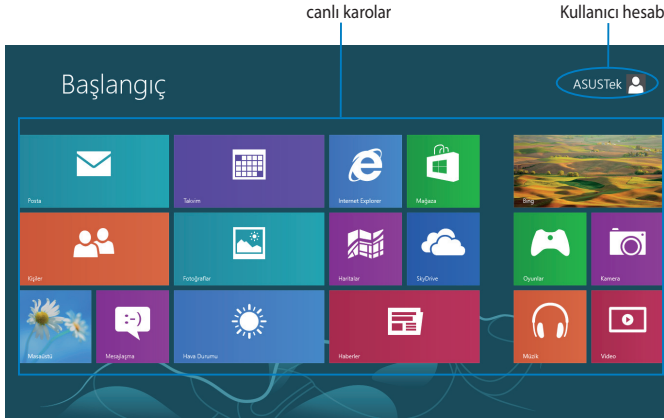 canlı karolar
Kullanıcı hesab
Başlangıç
ASUSTek
Posta
Takvim
Internet Explorer
Mağaza
Bing
Kişiler
Fotoğraflar
Haritalar
SkyDrive
Oyunlar
Kamera
Masaüstü
Mesajlaşma
Hava Durumu
Haberler
Müzik
Video